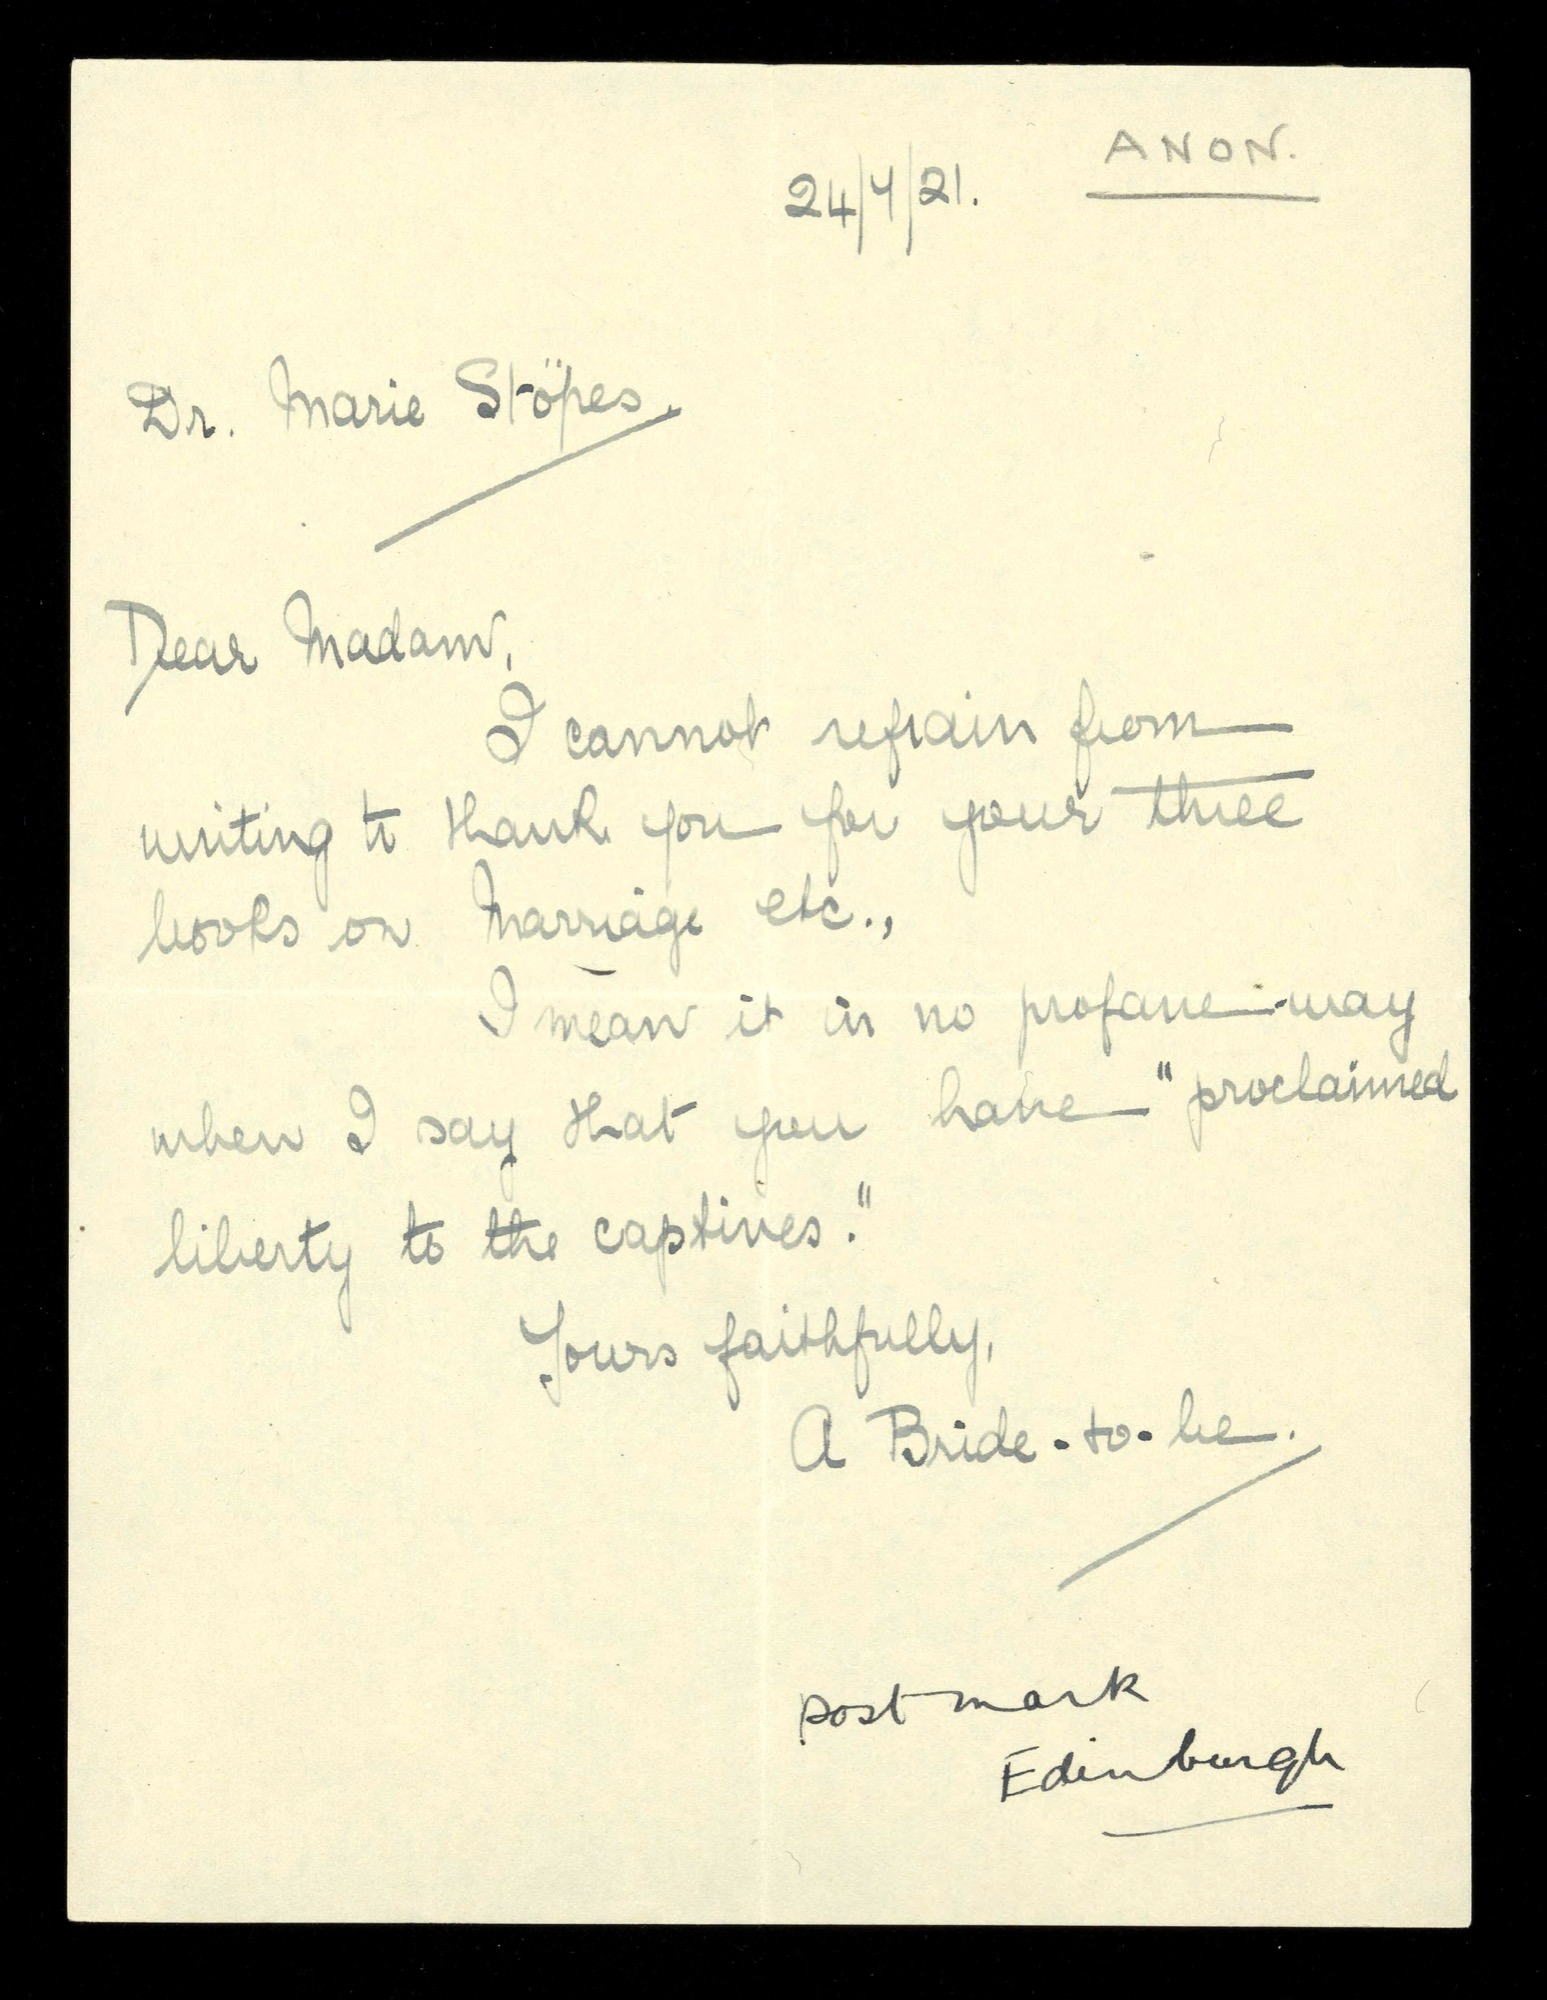 ANON.
24/4/21.
Dr. Marie Stöpes.
Dear Madam,
I cannot refrain from
writing to thank you for your three
books on Marriage etc.,
I mean it in no profane way
when I say that you have "proclaimed
liberty to the captives."
Yours faithfully,
A Bride-to-be.
post mark
Edinburgh